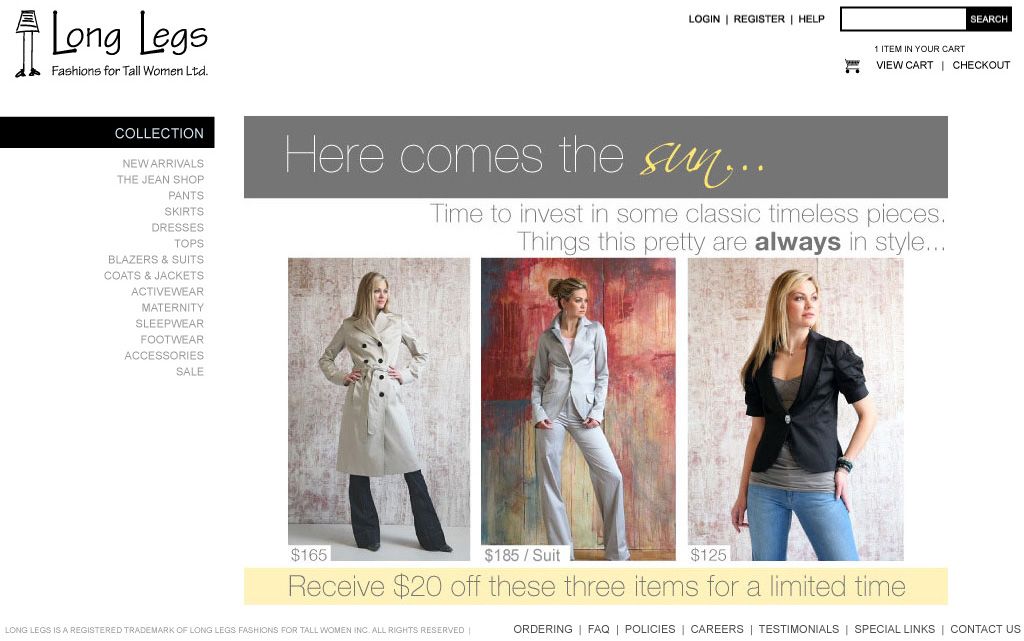 Long Legs
Fashions for Tall Women Ltd.
LOGIN | REGISTER | HELP
SEARCH
1 ITEM IN YOUR CART
VIEW CART | CHECKOUT
COLLECTION
NEW ARRIVALS
THE JEAN SHOP
PANTS
SKIRTS
DRESSES
TOPS
BLAZERS & SUITS
COATS & JACKETS
ACTIVEWEAR
MATERNITY
SLEEPWEAR
FOOTWEAR
ACCESSORIES
SALE
Here comes the sun...
Time to invest in some classic timeless pieces.
Things this pretty are always in style...
$165
$185 / Suit
$125
Receive $20 off these three items for a limited time
LONG LEGS IS A REGISTERED TRADEMARK OF LONG LEGS FASHIONS FOR TALL WOMEN INC. ALL RIGHTS RESERVED |
ORDERING | FAQ | POLICIES | CAREERS | TESTIMONIALS | SPECIAL LINKS | CONTACT US